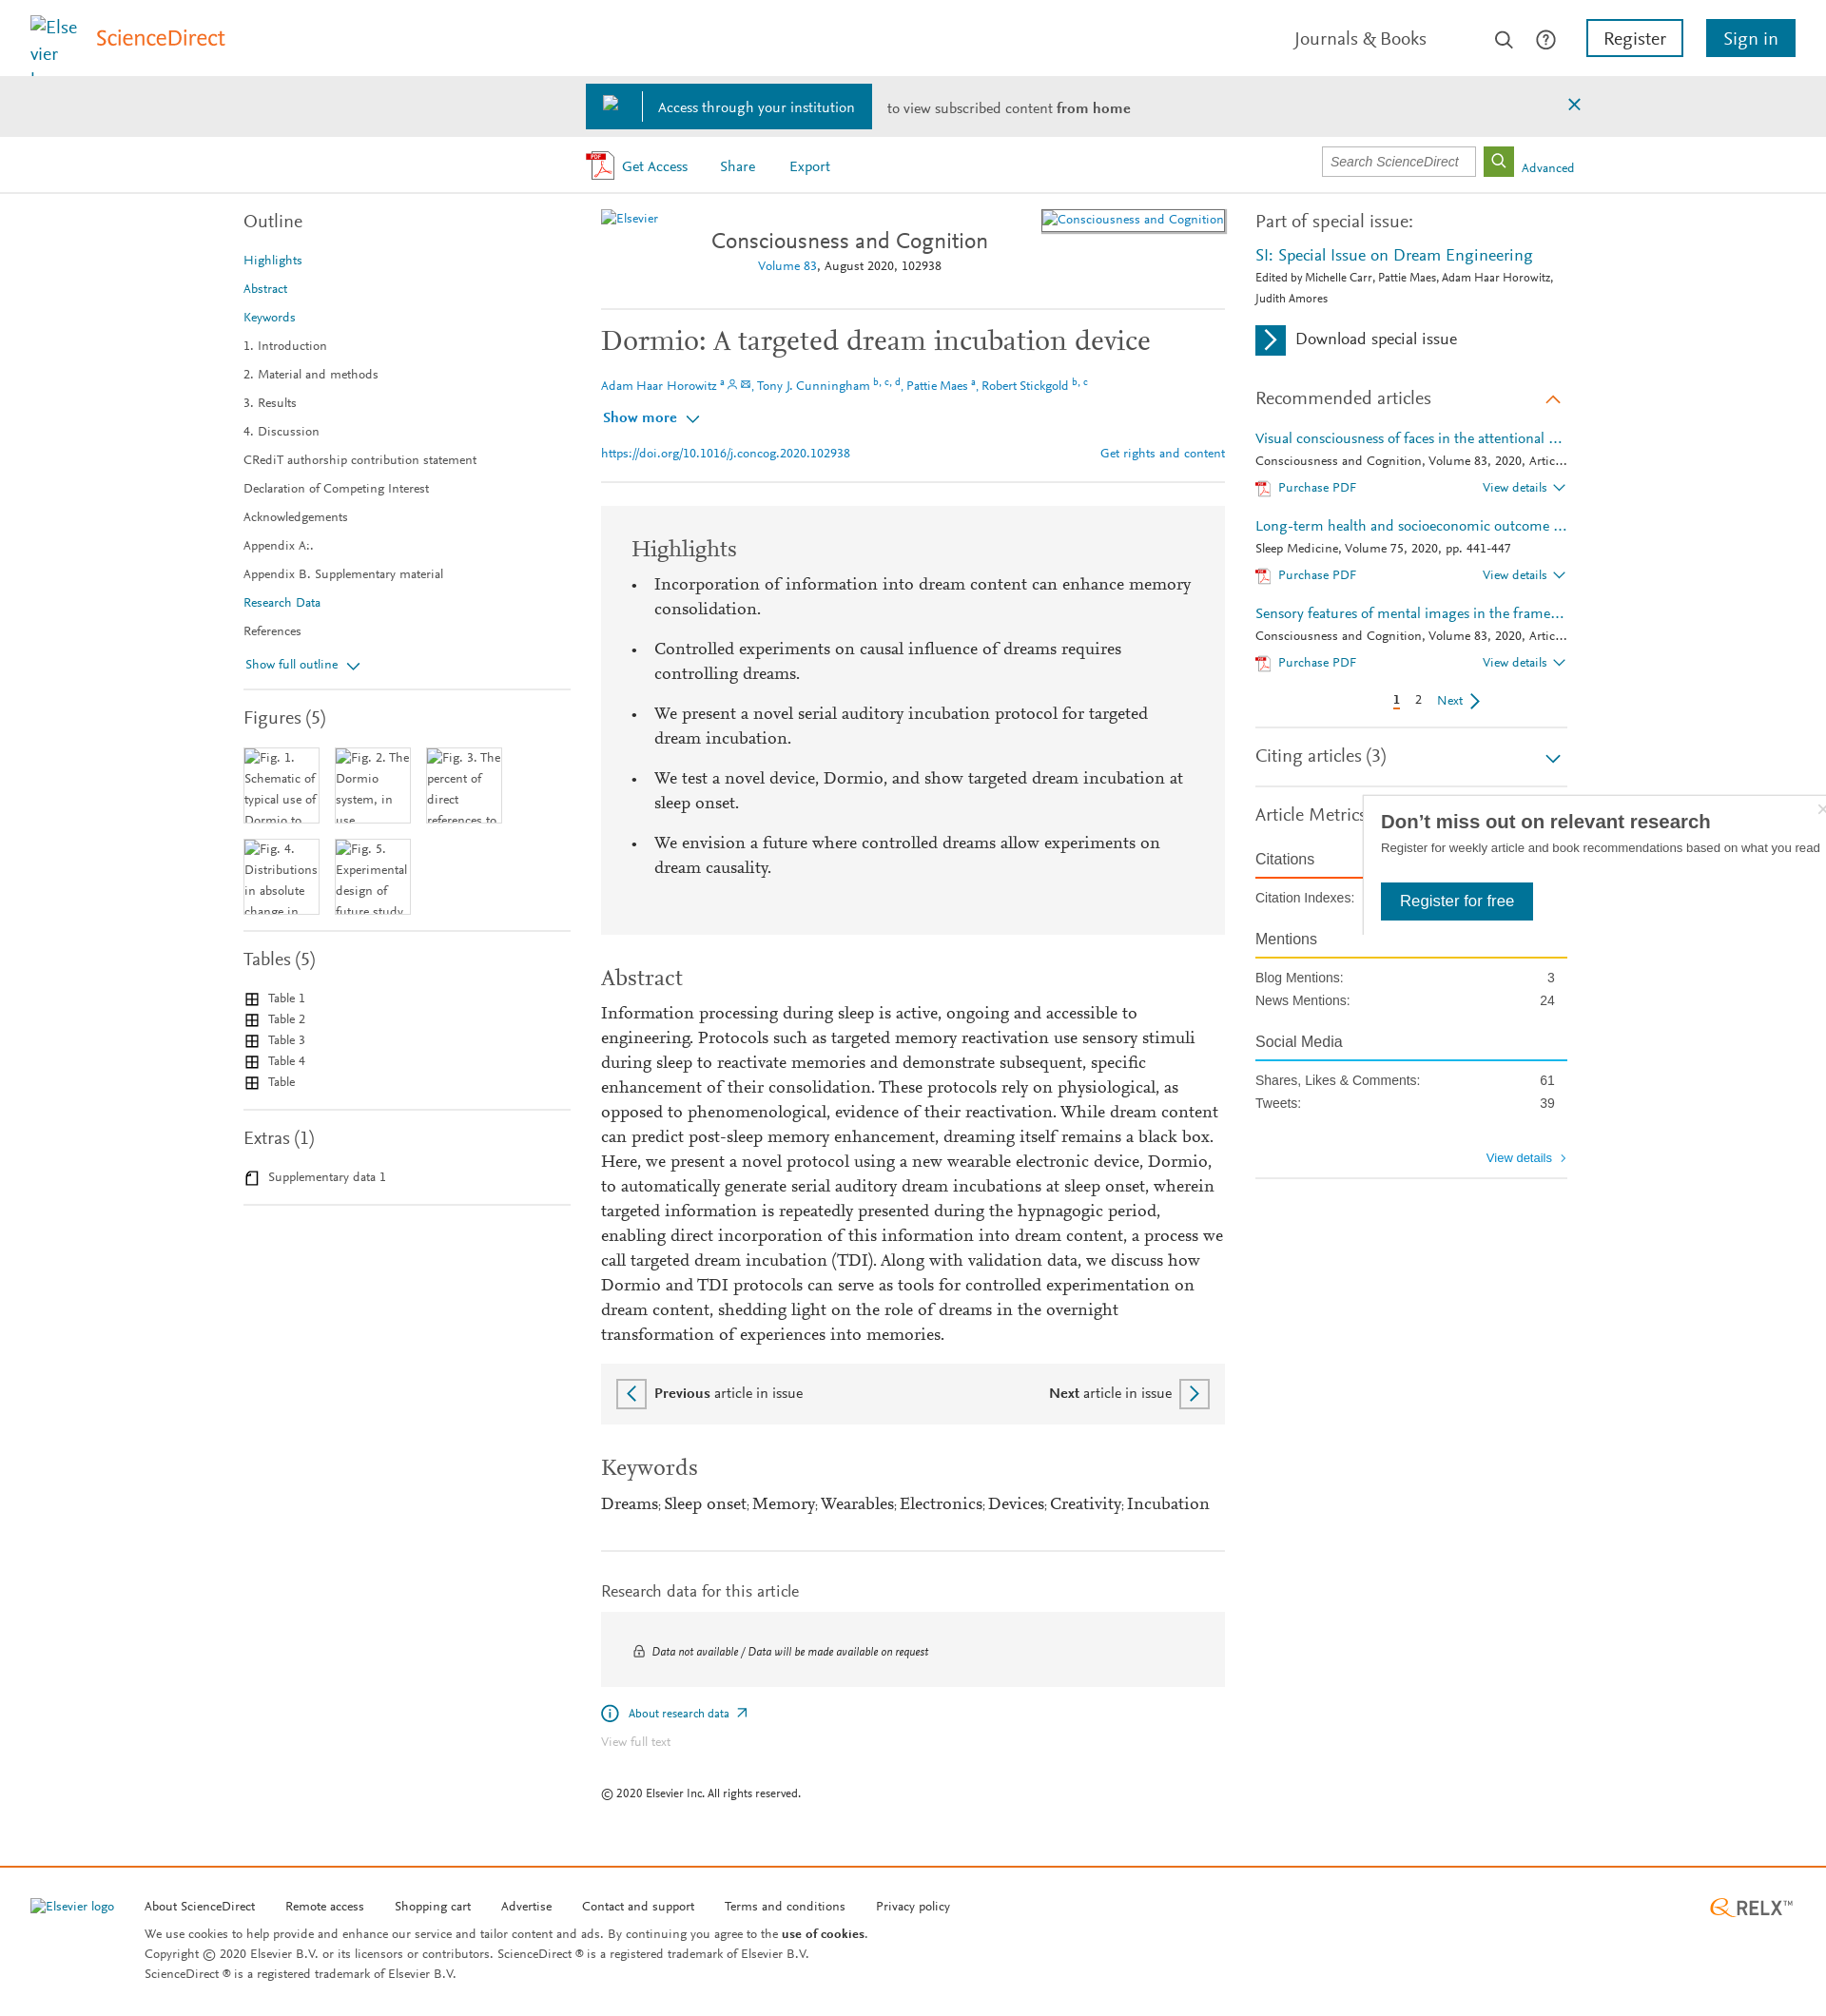 Else
vier
ScienceDirect
Journals & Books
Register
Sign in
Access through your institution
to view subscribed content from home
Get Access
Share
Export
Search ScienceDirect
Advanced
Outline
Highlights
Abstract
Keywords
1. Introduction
2. Material and methods
3. Results
4. Discussion
CRediT authorship contribution statement
Declaration of Competing Interest
Acknowledgements
Appendix A:.
Appendix B. Supplementary material
Research Data
References
Show full outline
Figures (5)
Fig. 1.
Schematic of
typical use of
Dormio to
Fig. 2. The
Dormio
system, in
use
Fig. 3. The
percent of
direct
references to
Fig. 4.
Distributions
in absolute
change in
Fig. 5.
Experimental
design of
future study
Tables (5)
Table 1
Table 2
Table 3
Table 4
Table
Extras (1)
Supplementary data 1
Elsevier
Consciousness and Cognition
Volume 83, August 2020, 102938
Consciousness and Cognition
Dormio: A targeted dream incubation device
Adam Haar Horowitz a, Tony J. Cunningham b, c, d, Pattie Maes a, Robert Stickgold b, c
Show more
https://doi.org/10.1016/j.concog.2020.102938
Get rights and content
Highlights
• Incorporation of information into dream content can enhance memory
consolidation.
• Controlled experiments on causal influence of dreams requires
controlling dreams.
• We present a novel serial auditory incubation protocol for targeted
dream incubation.
• We test a novel device, Dormio, and show targeted dream incubation at
sleep onset.
• We envision a future where controlled dreams allow experiments on
dream causality.
Abstract
Information processing during sleep is active, ongoing and accessible to
engineering. Protocols such as targeted memory reactivation use sensory stimuli
during sleep to reactivate memories and demonstrate subsequent, specific
enhancement of their consolidation. These protocols rely on physiological, as
opposed to phenomenological, evidence of their reactivation. While dream content
can predict post-sleep memory enhancement, dreaming itself remains a black box.
Here, we present a novel protocol using a new wearable electronic device, Dormio,
to automatically generate serial auditory dream incubations at sleep onset, wherein
targeted information is repeatedly presented during the hypnagogic period,
enabling direct incorporation of this information into dream content, a process we
call targeted dream incubation (TDI). Along with validation data, we discuss how
Dormio and TDI protocols can serve as tools for controlled experimentation on
dream content, shedding light on the role of dreams in the overnight
transformation of experiences into memories.
Previous article in issue
Next article in issue
Keywords
Dreams; Sleep onset; Memory; Wearables; Electronics; Devices; Creativity; Incubation
Research data for this article
Data not available / Data will be made available on request
About research data
View full text
© 2020 Elsevier Inc. All rights reserved.
Part of special issue:
SI: Special Issue on Dream Engineering
Edited by Michelle Carr, Pattie Maes, Adam Haar Horowitz,
Judith Amores
Download special issue
Recommended articles
Visual consciousness of faces in the attentional …
Consciousness and Cognition, Volume 83, 2020, Artic…
Purchase PDF
View details
Long-term health and socioeconomic outcome …
Sleep Medicine, Volume 75, 2020, pp. 441-447
Purchase PDF
View details
Sensory features of mental images in the frame…
Consciousness and Cognition, Volume 83, 2020, Artic…
Purchase PDF
View details
1
2
Next
Citing articles (3)
Article Metrics
Citations
Citation Indexes:
Mentions
Blog Mentions: 3
News Mentions: 24
Social Media
Shares, Likes & Comments: 61
Tweets: 39
View details
Don’t miss out on relevant research
Register for weekly article and book recommendations based on what you read
Register for free
Elsevier logo
About ScienceDirect
Remote access
Shopping cart
Advertise
Contact and support
Terms and conditions
Privacy policy
We use cookies to help provide and enhance our service and tailor content and ads. By continuing you agree to the use of cookies.
Copyright © 2020 Elsevier B.V. or its licensors or contributors. ScienceDirect ® is a registered trademark of Elsevier B.V.
ScienceDirect ® is a registered trademark of Elsevier B.V.
RELX™